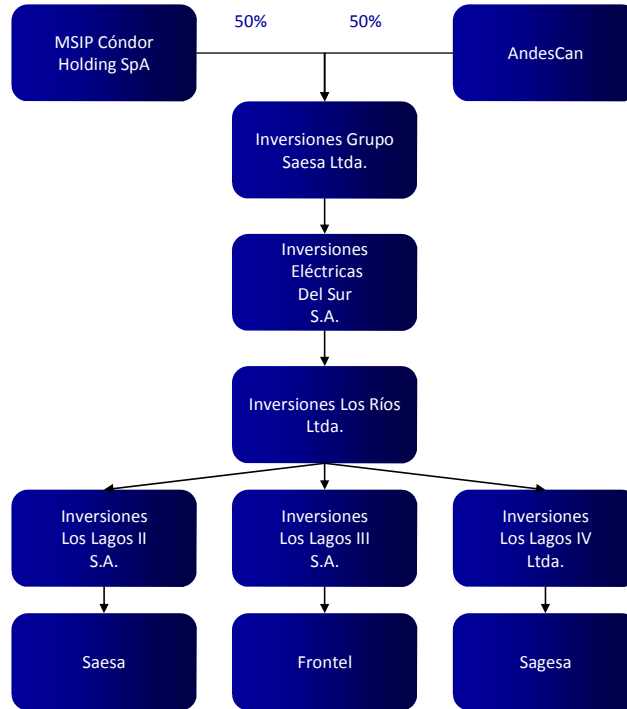 50%
50%
MSIP Cóndor
Holding SpA
AndesCan
Inversiones Grupo
Saesa Ltda.
Inversiones
Eléctricas
Del Sur
S.A.
Inversiones Los Ríos
Ltda.
Inversiones
Los Lagos II
S.A.
Inversiones
Los Lagos III
S.A.
Inversiones
Los Lagos IV
Ltda.
Saesa
Frontel
Sagesa